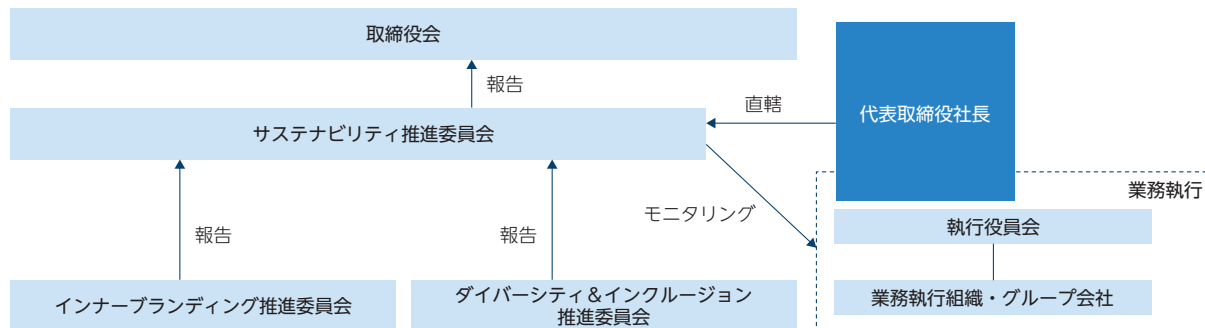 取締役会
報告
直轄
代表取締役社長
サステナビリティ推進委員会
業務執行
モニタリング
執行役員会
報告
報告
インナーブランディング推進委員会
ダイバーシティ＆インクルージョン
推進委員会
業務執行組織・グループ会社